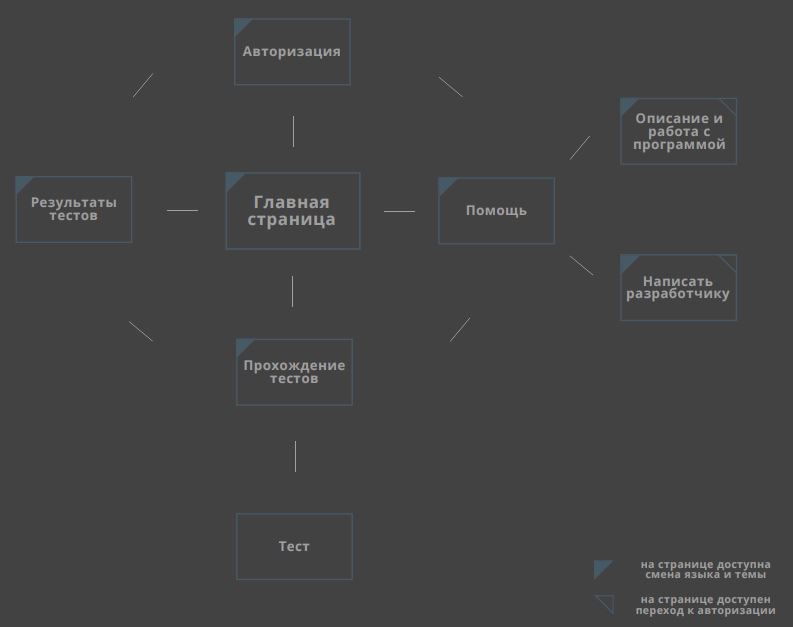 Авторизация
Описание и
работа с
программой
Результаты
тестов
Главная
страница
Помощь
Написать
разработчику
Прохождение
тестов
Тест
на странице доступна
смена языка и темы
на странице доступен
переход к авторизации